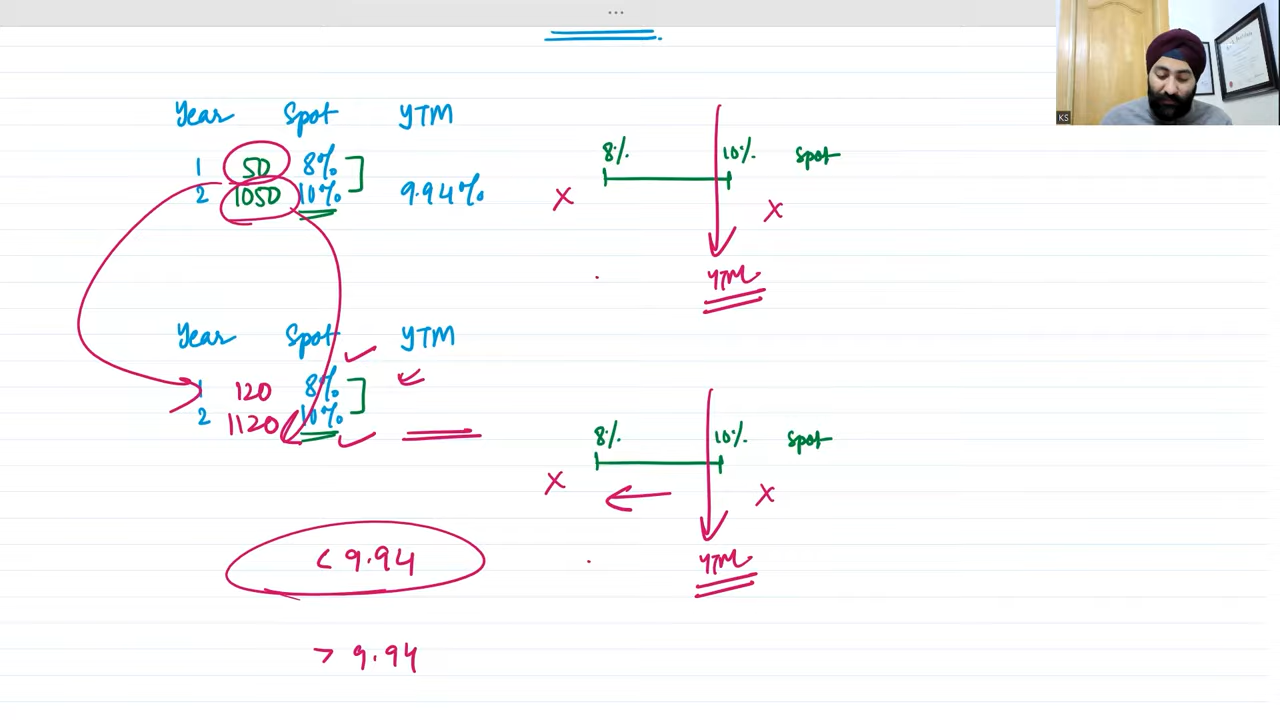 Year Spot YTM
1 50 8%
2 1050 10% 9.94%
8% 10% Spot
X X
YTM
Year Spot YTM
1 120 8%
2 1120 10%
8% 10% Spot
X X
YTM
< 9.94
> 9.94
KS